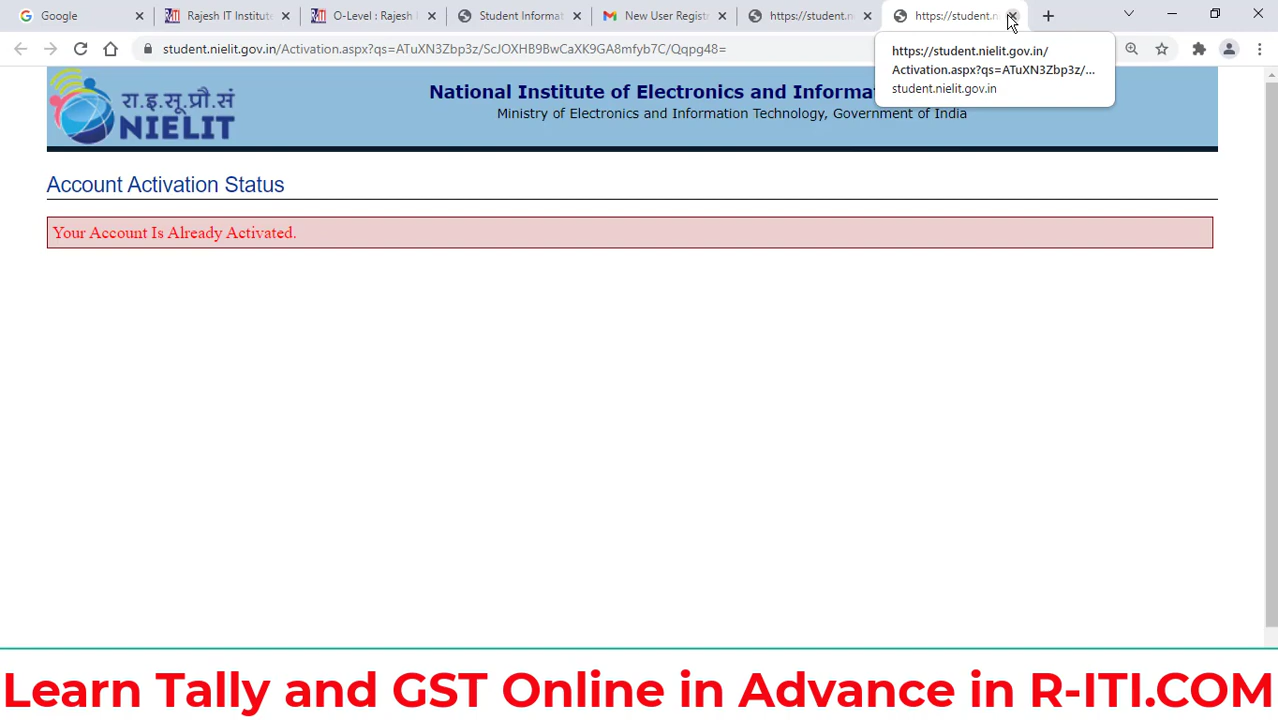 Google
Rajesh IT Institute
O-Level : Rajesh
Student Informat
New User Registr
https://student.n
https://student.n
student.nielit.gov.in/Activation.aspx?qs=ATuXN3Zbp3z/ScJOXHB9BwCaXK9GA8mfyb7C/Qqpg48=
https://student.nielit.gov.in/
Activation.aspx?qs=ATuXN3Zbp3z/...
student.nielit.gov.in
रा.इ.सू.प्रौ.सं
NIELIT
National Institute of Electronics and Informa
Ministry of Electronics and Information Technology, Government of India
Account Activation Status
Your Account Is Already Activated.
Learn Tally and GST Online in Advance in R-ITI.COM